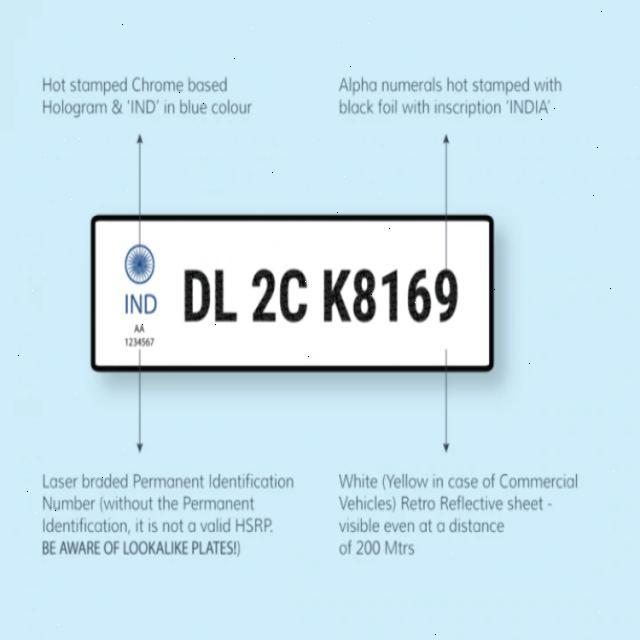 Hot stamped Chrome based
Hologram & 'IND' in blue colour
Alpha numerals hot stamped with
black foil with inscription 'INDIA'
IND
AA
1234567
DL 2C K8169
Laser braded Permanent Identification
Number (without the Permanent
Identification, it is not a valid HSRP.
BE AWARE OF LOOKALIKE PLATES!)
White (Yellow in case of Commercial
Vehicles) Retro Reflective sheet -
visible even at a distance
of 200 Mtrs